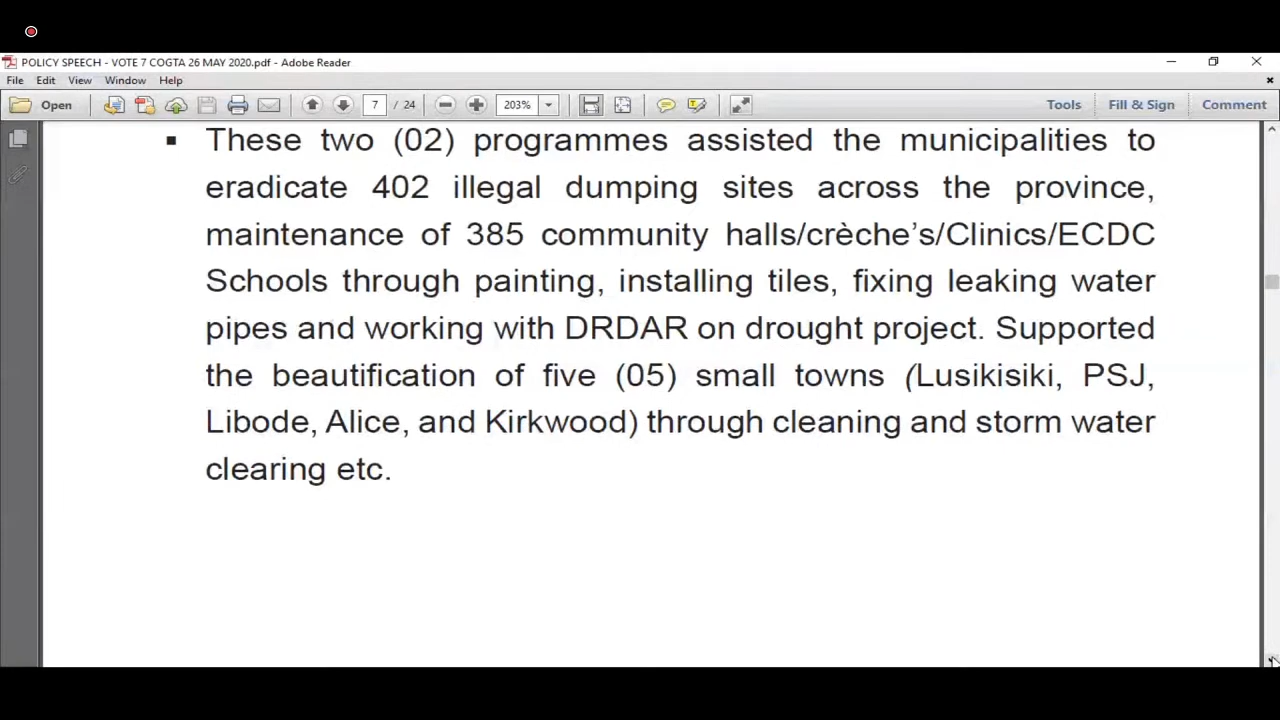 POLICY SPEECH - VOTE 7 COGTA 26 MAY 2020.pdf - Adobe Reader
File Edit View Window Help
Open 7 / 24 203% Tools Fill & Sign Comment
▪ These two (02) programmes assisted the municipalities to
eradicate 402 illegal dumping sites across the province,
maintenance of 385 community halls/crèche’s/Clinics/ECDC
Schools through painting, installing tiles, fixing leaking water
pipes and working with DRDAR on drought project. Supported
the beautification of five (05) small towns (Lusikisiki, PSJ,
Libode, Alice, and Kirkwood) through cleaning and storm water
clearing etc.